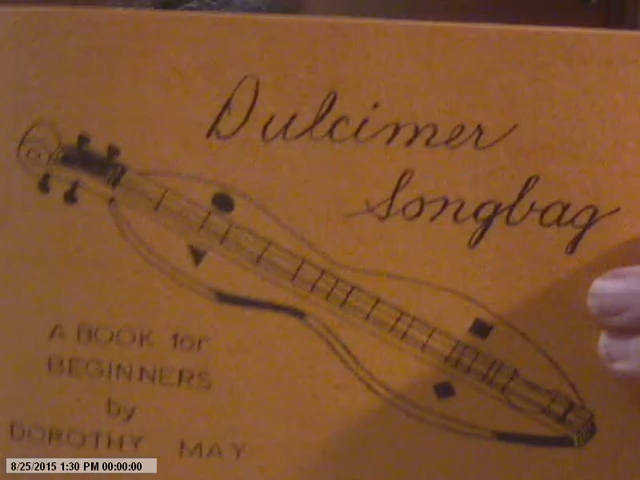 Dulcimer
Songbag
A BOOK for
BEGINNERS
by
DOROTHY MAY
8/25/2015 1:30 PM 00:00:00